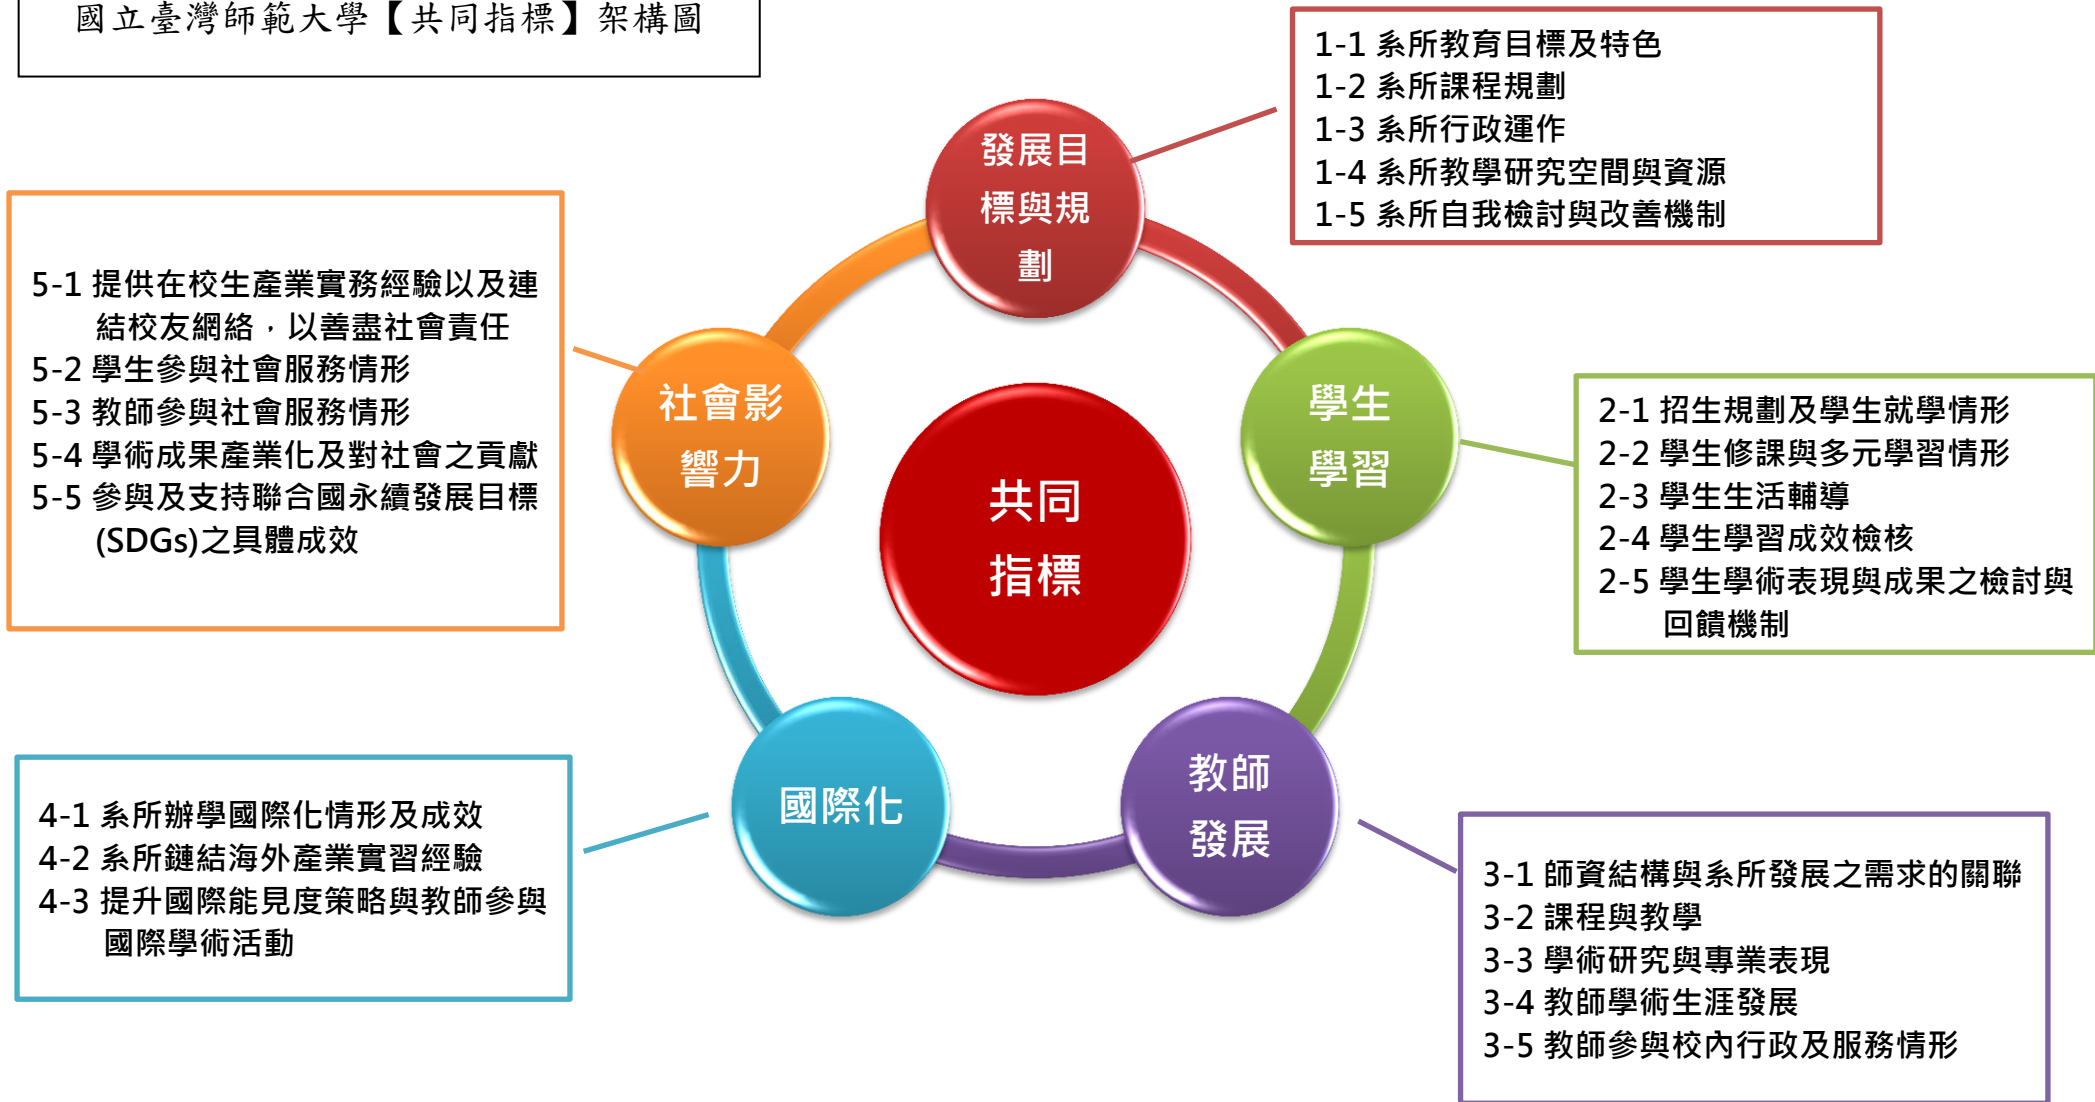 國立臺灣師範大學【共同指標】架構圖
發展目
標與規
劃
1-1 系所教育目標及特色
1-2 系所課程規劃
1-3 系所行政運作
1-4 系所教學研究空間與資源
1-5 系所自我檢討與改善機制
學生
學習
2-1 招生規劃及學生就學情形
2-2 學生修課與多元學習情形
2-3 學生生活輔導
2-4 學生學習成效檢核
2-5 學生學術表現與成果之檢討與
回饋機制
教師
發展
3-1 師資結構與系所發展之需求的關聯
3-2 課程與教學
3-3 學術研究與專業表現
3-4 教師學術生涯發展
3-5 教師參與校內行政及服務情形
國際化
4-1 系所辦學國際化情形及成效
4-2 系所鏈結海外產業實習經驗
4-3 提升國際能見度策略與教師參與
國際學術活動
社會影
響力
5-1 提供在校生產業實務經驗以及連
結校友網絡，以善盡社會責任
5-2 學生參與社會服務情形
5-3 教師參與社會服務情形
5-4 學術成果產業化及對社會之貢獻
5-5 參與及支持聯合國永續發展目標
(SDGs)之具體成效
共同
指標